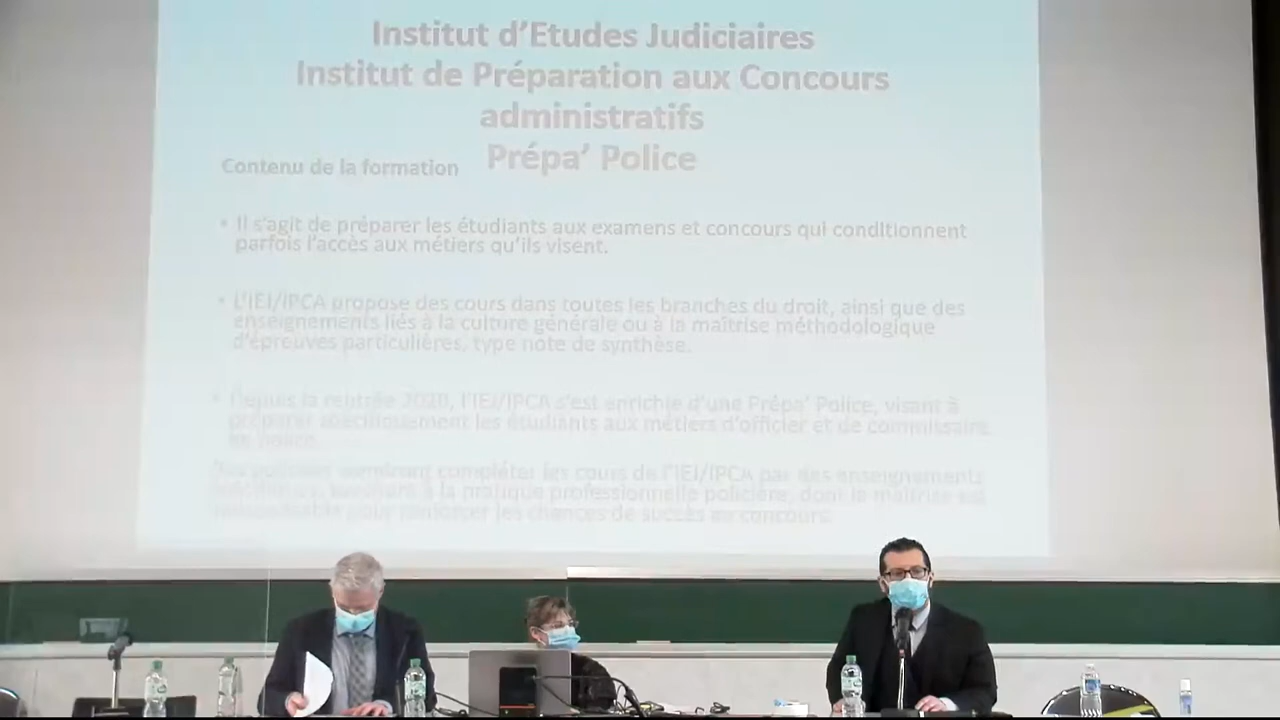 Institut d'Etudes Judiciaires
Institut de Préparation aux Concours
administratifs
Prépa' Police
Contenu de la formation
• Il s'agit de préparer les étudiants aux examens et concours qui conditionnent
parfois l'accès aux métiers qu'ils visent.
• L'IEJ/IPCA propose des cours dans toutes les branches du droit, ainsi que des
enseignements liés à la culture générale ou à la maîtrise méthodologique
d'épreuves particulières, type note de synthèse.
• Depuis la rentrée 2020, l'IEJ/IPCA s'est enrichie d'une Prépa' Police, visant à
préparer spécifiquement les étudiants aux métiers d'officier et de commissaire
de police.
Des policiers viendront compléter les cours de l'IEJ/IPCA par des enseignements
à la pratique professionnelle policière, dont la maîtrise est
pour renforcer les chances de succès au concours.